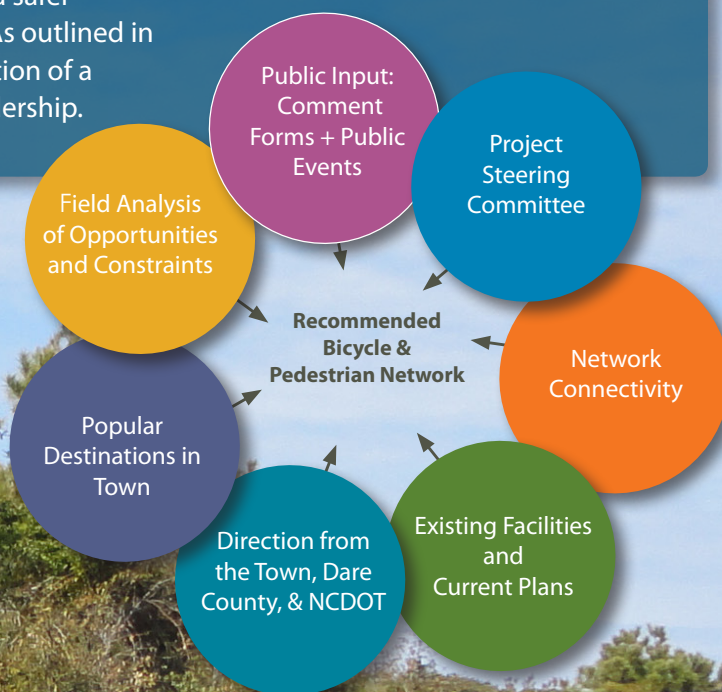 s outlined in
tion of a
ership.
Public Input:
Comment
Forms + Public
Events
Project
Steering
Committee
Network
Connectivity
Existing Facilities
and
Current Plans
Direction from
the Town, Dare
County, & NCDOT
Popular
Destinations in
Town
Field Analysis
of Opportunities
and Constraints
Recommended
Bicycle &
Pedestrian Network